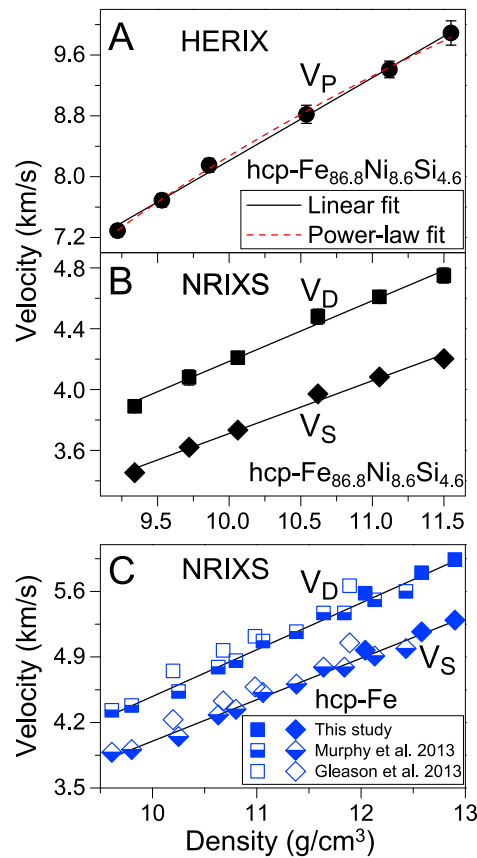 A HERIX
9.6
V_P
8.8
8.0
hcp-Fe86.8Ni8.6Si4.6
Linear fit
Power-law fit
7.2
Velocity (km/s)
B NRIXS
4.8
V_D
4.4
4.0
V_S
3.6
hcp-Fe86.8Ni8.6Si4.6
9.5 10.0 10.5 11.0 11.5
C NRIXS
V_D
5.6
4.9
V_S
hcp-Fe
4.2
This study
Murphy et al. 2013
Gleason et al. 2013
3.5
Velocity (km/s)
10 11 12 13
Density (g/cm³)